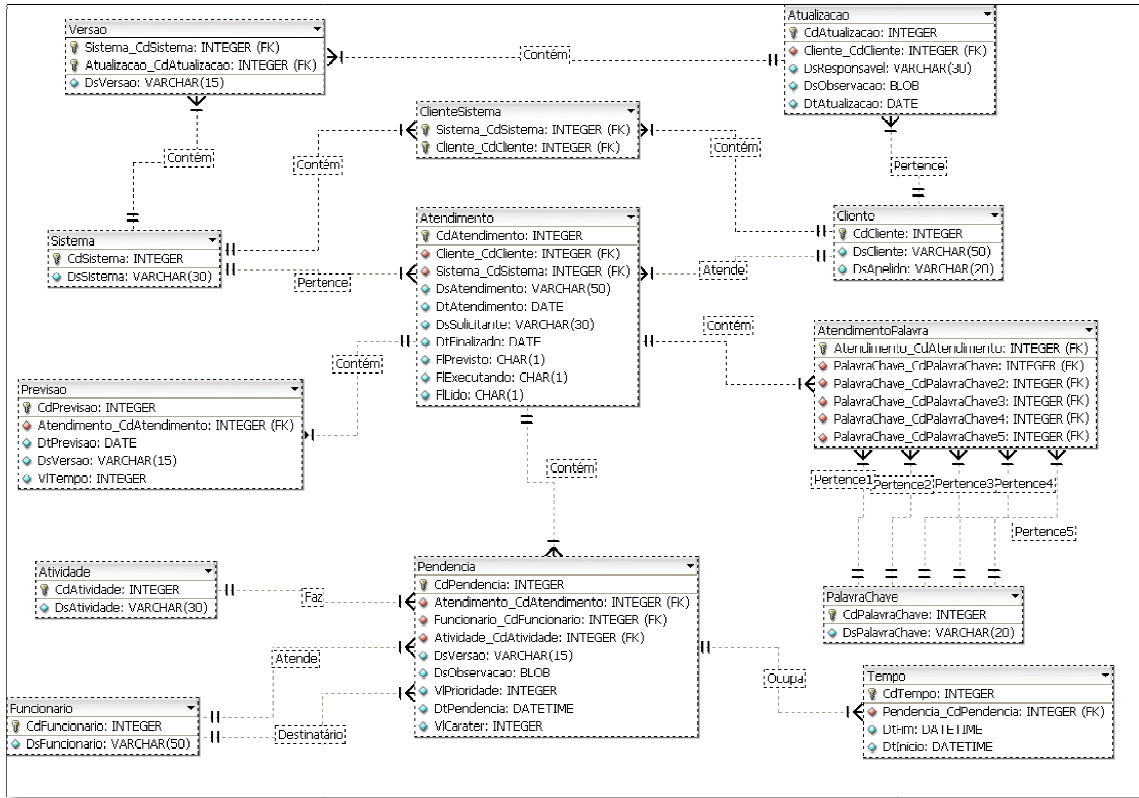 Versao
Sistema_CdSistema: INTEGER (FK)
Atualizacao_CdAtualizacao: INTEGER (FK)
DsVersao: VARCHAR(15)
Contém
Atualizacao
CdAtualizacao: INTEGER
Cliente_CdCliente: INTEGER (FK)
DsResponsavel: VARCHAR(30)
DsObservacao: BLOB
DtAtualizacao: DATE
ClienteSistema
Sistema_CdSistema: INTEGER (FK)
Cliente_CdCliente: INTEGER (FK)
Contém
Contém
Contém
Pertence
Sistema
CdSistema: INTEGER
DsSistema: VARCHAR(30)
Pertence
Atendimento
CdAtendimento: INTEGER
Cliente_CdCliente: INTEGER (FK)
Sistema_CdSistema: INTEGER (FK)
DsAtendimento: VARCHAR(50)
DtAtendimento: DATE
DsSolicitante: VARCHAR(30)
DtFinalizado: DATE
FlPrevisto: CHAR(1)
FlExecutando: CHAR(1)
FlLido: CHAR(1)
Atende
Cliente
CdCliente: INTEGER
DsCliente: VARCHAR(50)
DsApelido: VARCHAR(20)
Contém
Contém
AtendimentoPalavra
Atendimento_CdAtendimento: INTEGER (FK)
PalavraChave_CdPalavraChave: INTEGER (FK)
PalavraChave_CdPalavraChave2: INTEGER (FK)
PalavraChave_CdPalavraChave3: INTEGER (FK)
PalavraChave_CdPalavraChave4: INTEGER (FK)
PalavraChave_CdPalavraChave5: INTEGER (FK)
Previsao
CdPrevisao: INTEGER
Atendimento_CdAtendimento: INTEGER (FK)
DtPrevisao: DATE
DsVersao: VARCHAR(15)
VlTempo: INTEGER
Contém
Pertence1
Pertence2
Pertence3
Pertence4
Pertence5
Atividade
CdAtividade: INTEGER
DsAtividade: VARCHAR(30)
Faz
Pendencia
CdPendencia: INTEGER
Atendimento_CdAtendimento: INTEGER (FK)
Funcionario_CdFuncionario: INTEGER (FK)
Atividade_CdAtividade: INTEGER (FK)
DsVersao: VARCHAR(15)
DsObservacao: BLOB
VlPrioridade: INTEGER
DtPendencia: DATETIME
VlCarater: INTEGER
PalavraChave
CdPalavraChave: INTEGER
DsPalavraChave: VARCHAR(20)
Atende
Ocupa
Funcionario
CdFuncionario: INTEGER
DsFuncionario: VARCHAR(50)
Destinatário
Tempo
CdTempo: INTEGER
Pendencia_CdPendencia: INTEGER (FK)
DtFim: DATETIME
DtInicio: DATETIME